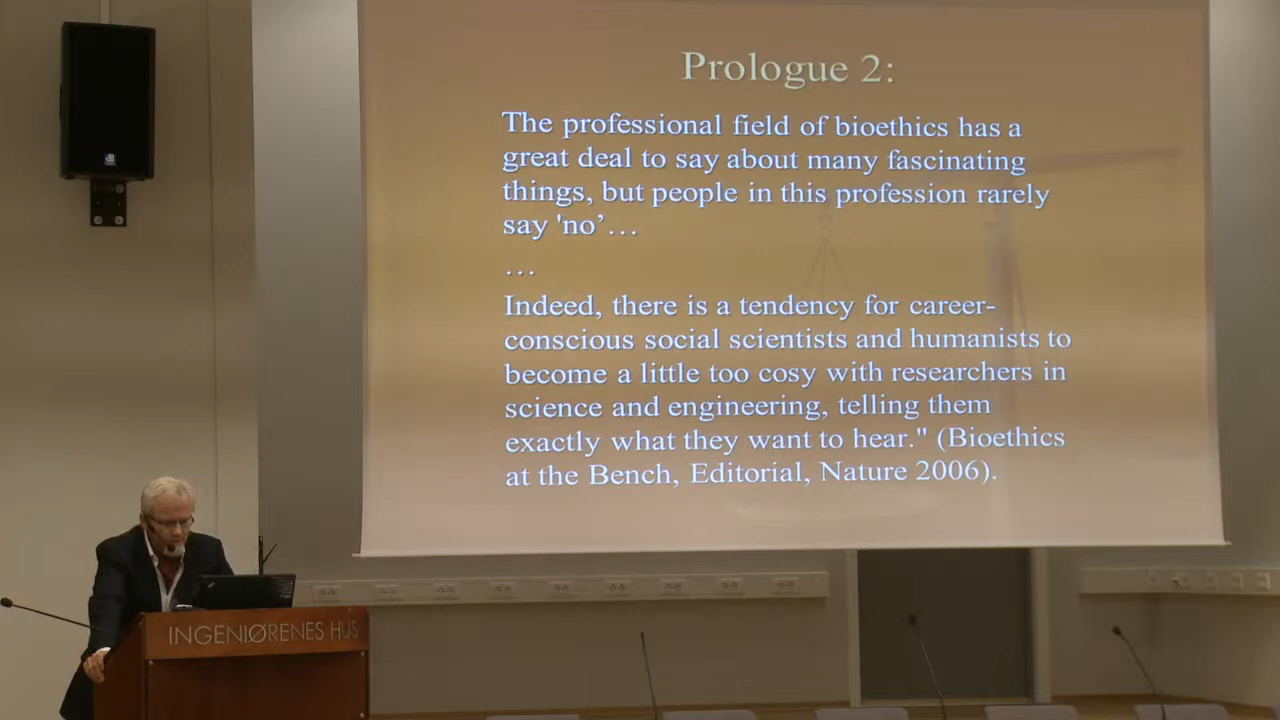 Prologue 2:
The professional field of bioethics has a
great deal to say about many fascinating
things, but people in this profession rarely
say 'no’...
...
Indeed, there is a tendency for career-
conscious social scientists and humanists to
become a little too cosy with researchers in
science and engineering, telling them
exactly what they want to hear." (Bioethics
at the Bench, Editorial, Nature 2006).
INGENIØRENES HUS